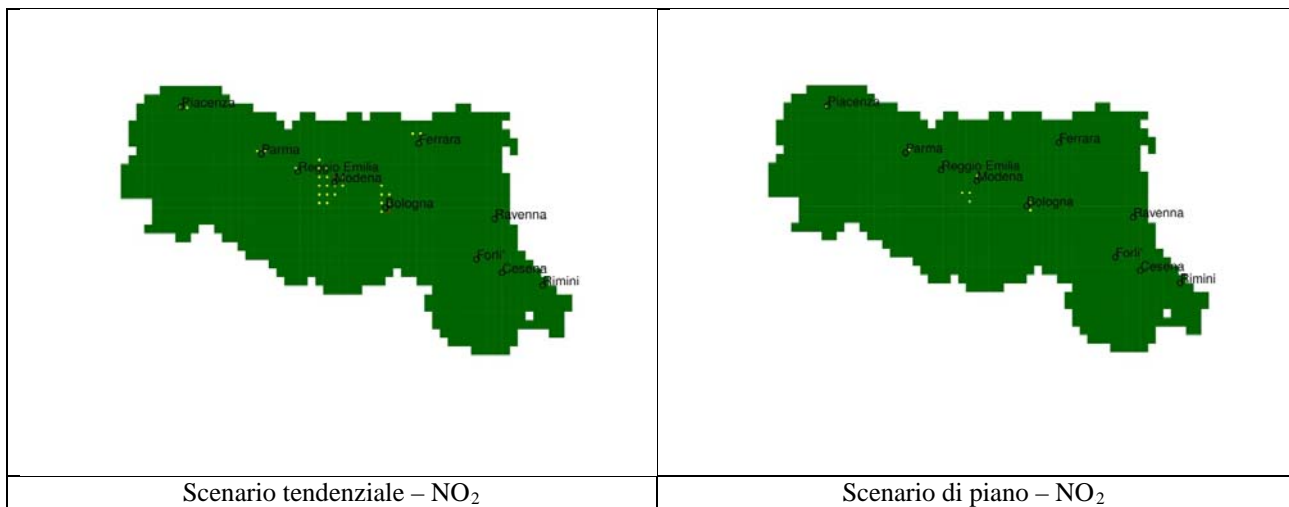 Piacenza
Parma
Reggio Emilia
Modena
Ferrara
Bologna
Ravenna
Forli'
Cesena
Rimini
Scenario tendenziale – NO₂
Piacenza
Parma
Reggio Emilia
Modena
Ferrara
Bologna
Ravenna
Forli'
Cesena
Rimini
Scenario di piano – NO₂